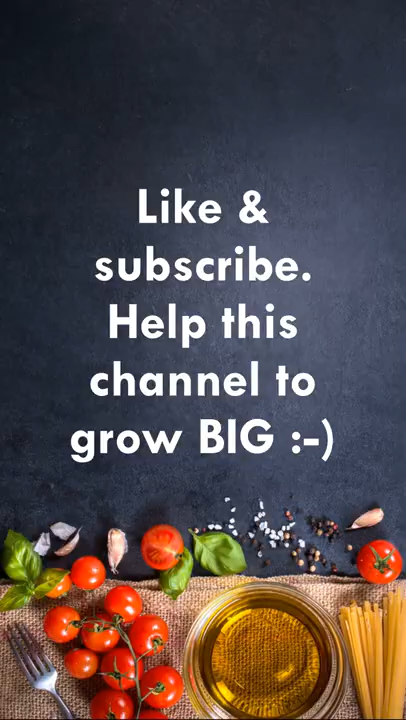 Like &
subscribe.
Help this
channel to
grow BIG :-)